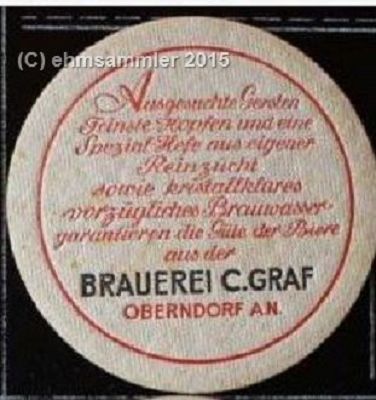 (C) ehmsammler 2015
Ausgesuchte Gersten
Feinste Hopfen und eine
Spezial-Hefe aus eigener
Reinzucht
sowie kristallklares
vorzügliches Brauwasser
garantieren die Güte der Biere
aus der
BRAUEREI C.GRAF
OBERNDORF A.N.